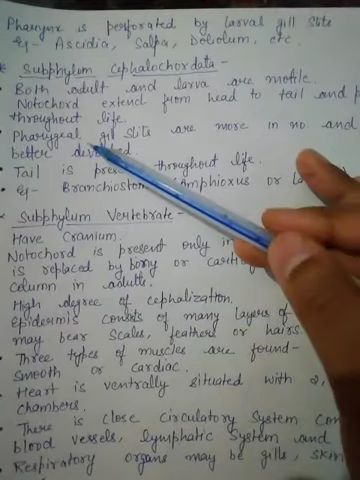 Pharynx is perforated by larval gill slits
eg - Ascidia, Salpa, Doliolum, etc.
* Subphylum Cephalochordata -
• Both adult and larva are motile.
Notochord extend from head to tail and
throughout life.
• Pharyngeal gill slits are more in no and
better
Tail is present throughout life.
• eg - Branchiostoma (Amphioxus or
* Subphylum Vertebrate -
Have Cranium.
Notochord is present only in
is replaced by bony or
column in adults.
High degree of cephalization.
Epidermis consists of many layers of
may bear scales, feathers or hairs.
• Three types of muscles are found -
smooth or cardiac.
• Heart is ventrally situated with 2,
chambers.
• There is close circulatory system
blood vessels, lymphatic system and
• Respiratory organs may be gills, skin